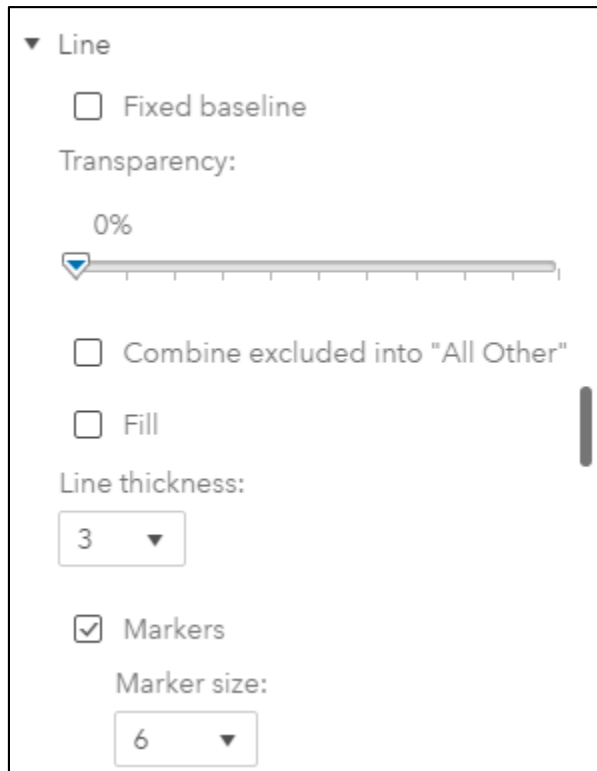 Line
Fixed baseline
Transparency:
0%
Combine excluded into "All Other"
Fill
Line thickness:
3
Markers
Marker size:
6